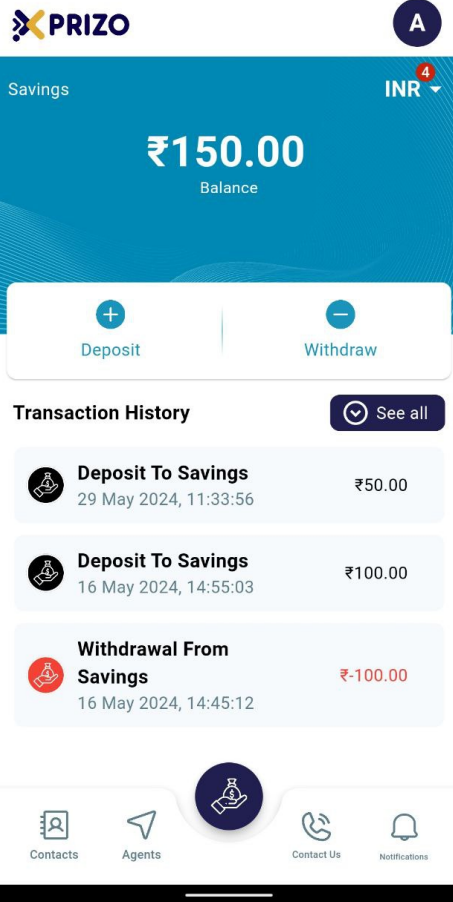 PRIZO
A
Savings
INR
4
₹150.00
Balance
Deposit
Withdraw
Transaction History
See all
Deposit To Savings
29 May 2024, 11:33:56
₹50.00
Deposit To Savings
16 May 2024, 14:55:03
₹100.00
Withdrawal From
Savings
16 May 2024, 14:45:12
₹-100.00
Contacts
Agents
Contact Us
Notifications